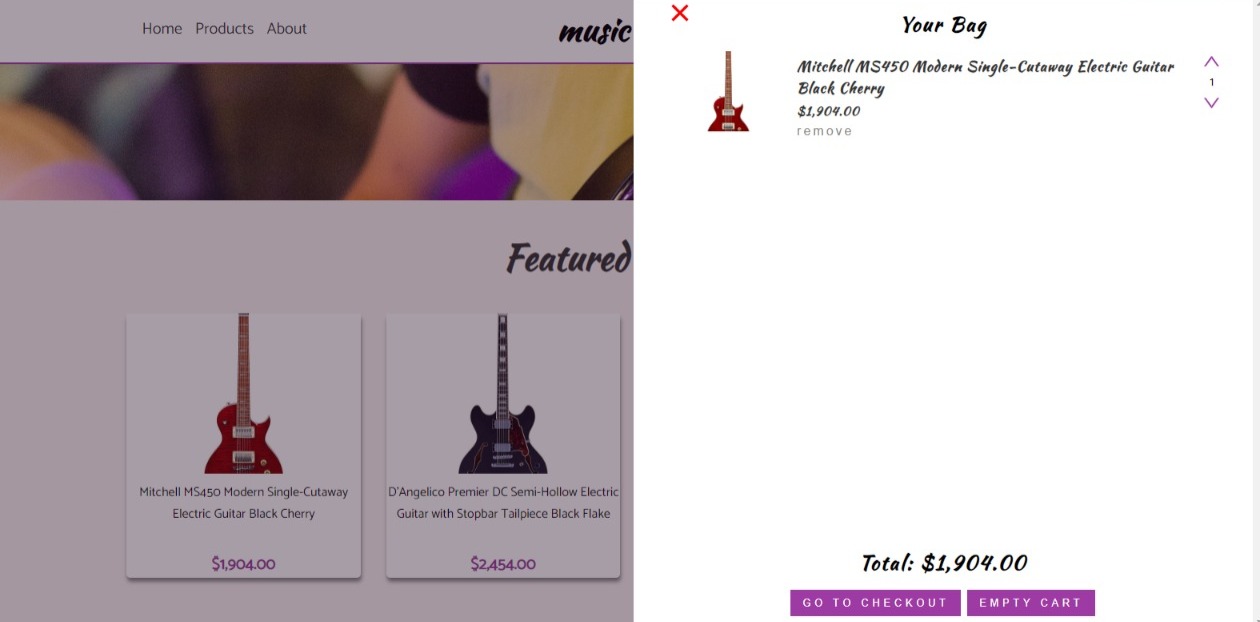 Home Products About
music
Featured
Mitchell MS450 Modern Single-Cutaway
Electric Guitar Black Cherry
$1,904.00
D'Angelico Premier DC Semi-Hollow Electric
Guitar with Stopbar Tailpiece Black Flake
$2,454.00
Your Bag
Mitchell MS450 Modern Single-Cutaway Electric Guitar
Black Cherry
$1,904.00
remove
1
Total: $1,904.00
GO TO CHECKOUT
EMPTY CART